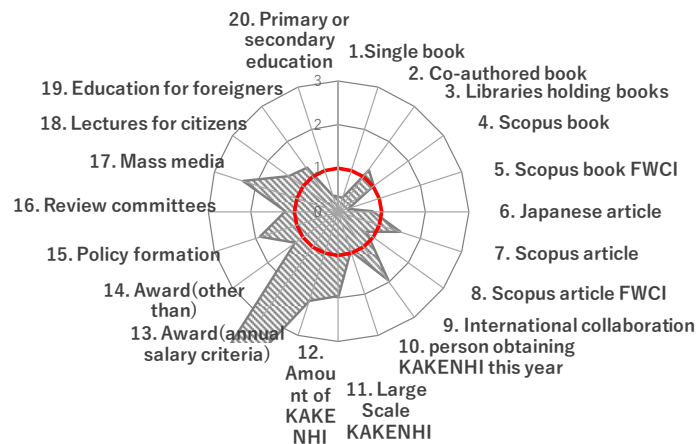 20. Primary or
secondary
education
1.Single book
2. Co-authored book
3. Libraries holding books
4. Scopus book
5. Scopus book FWCI
6. Japanese article
7. Scopus article
8. Scopus article FWCI
9. International collaboration
10. person obtaining
KAKENHI this year
11. Large
Scale
KAKENHI
12.
Amou
nt of
KAKE
NHI
13. Award(annual
salary criteria)
14. Award(other
than)
15. Policy formation
16. Review committees
17. Mass media
18. Lectures for citizens
19. Education for foreigners
3
2
1
0